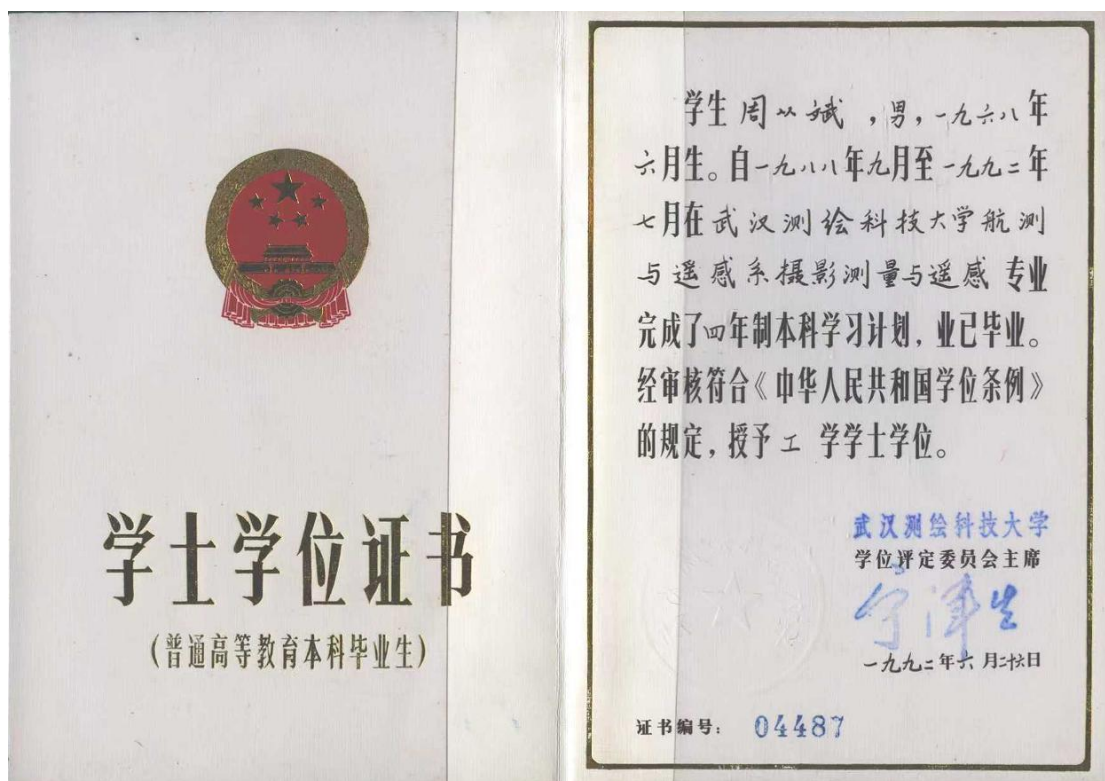 学士学位证书
(普通高等教育本科毕业生)
学生周从斌，男，一九六八年
六月生。自一九八八年九月至一九九二年
七月在武汉测绘科技大学航测
与遥感系摄影测量与遥感 专业
完成了四年制本科学习计划，业已毕业。
经审核符合《中华人民共和国学位条例》
的规定，授予 工 学学士学位。
武汉测绘科技大学
学位评定委员会主席
宁津生
一九九二年六月二十六日
证书编号： 04487